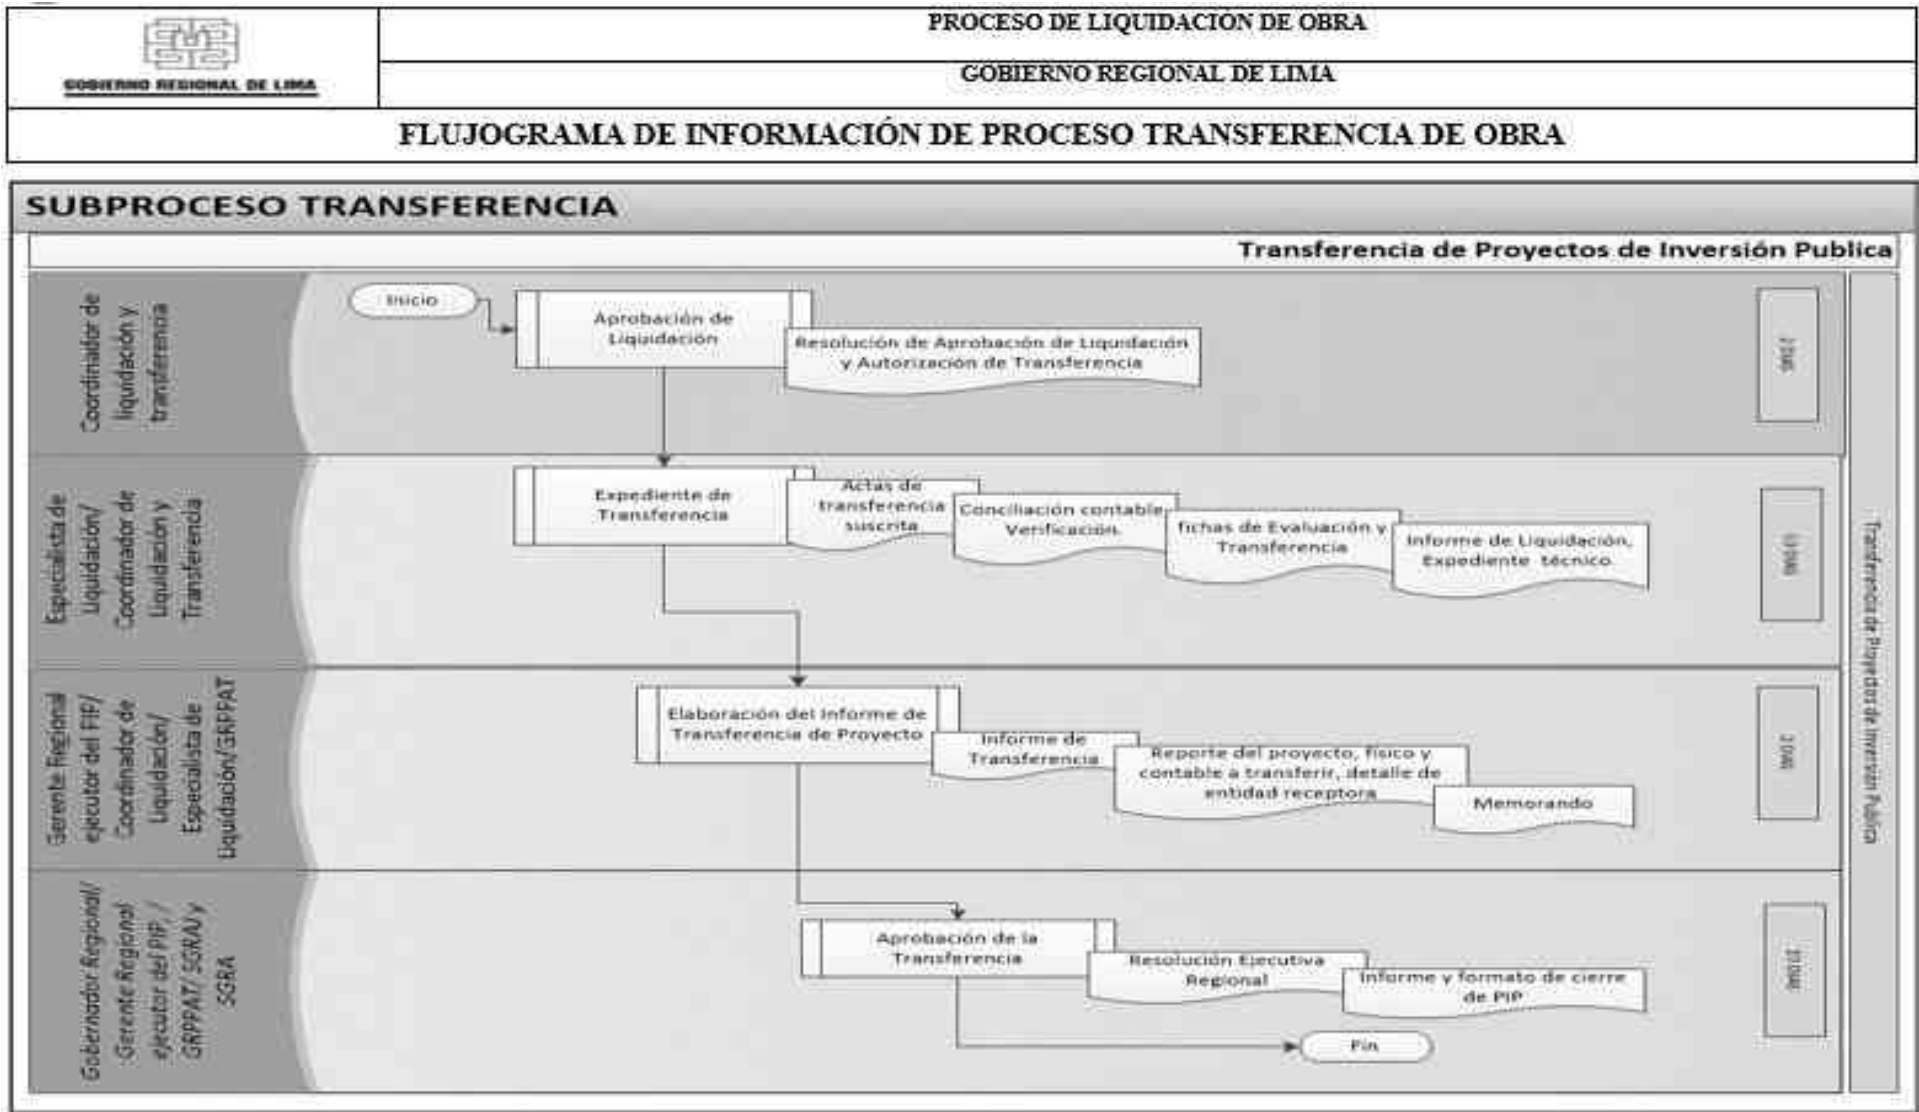 PROCESO DE LIQUIDACIÓN DE OBRA
GOBIERNO REGIONAL DE LIMA
GOBIERNO REGIONAL DE LIMA
FLUJOGRAMA DE INFORMACIÓN DE PROCESO TRANSFERENCIA DE OBRA
SUBPROCESO TRANSFERENCIA
Transferencia de Proyectos de Inversión Publica
Coordinador de
liquidación y
transferencia
Inicio
Aprobación de
Liquidación
Resolución de Aprobación de Liquidación
y Autorización de Transferencia
Especialista de
Liquidación/
Coordinador de
Liquidación y
Transferencia
Expediente de
Transferencia
Actas de
transferencia
suscrita
Conciliación contable,
Verificación.
fichas de Evaluación y
Transferencia
Informe de Liquidación,
Expediente técnico.
Gerente Regional
ejecutor del PIP/
Coordinador de
Liquidación/
Especialista de
Liquidación/GRPPAT
Elaboración del Informe de
Transferencia de Proyecto
Informe de
Transferencia
Reporte del proyecto, físico y
contable a transferir, detalle de
entidad receptora
Memorando
Gobernador Regional/
Gerente Regional
ejecutor del PIP, /
GRPPAT/ SGRAJ y
SGRA
Aprobación de la
Transferencia
Resolución Ejecutiva
Regional
Informe y formato de cierre
de PIP
Fin
Transferencia de Proyectos de Inversión Publica